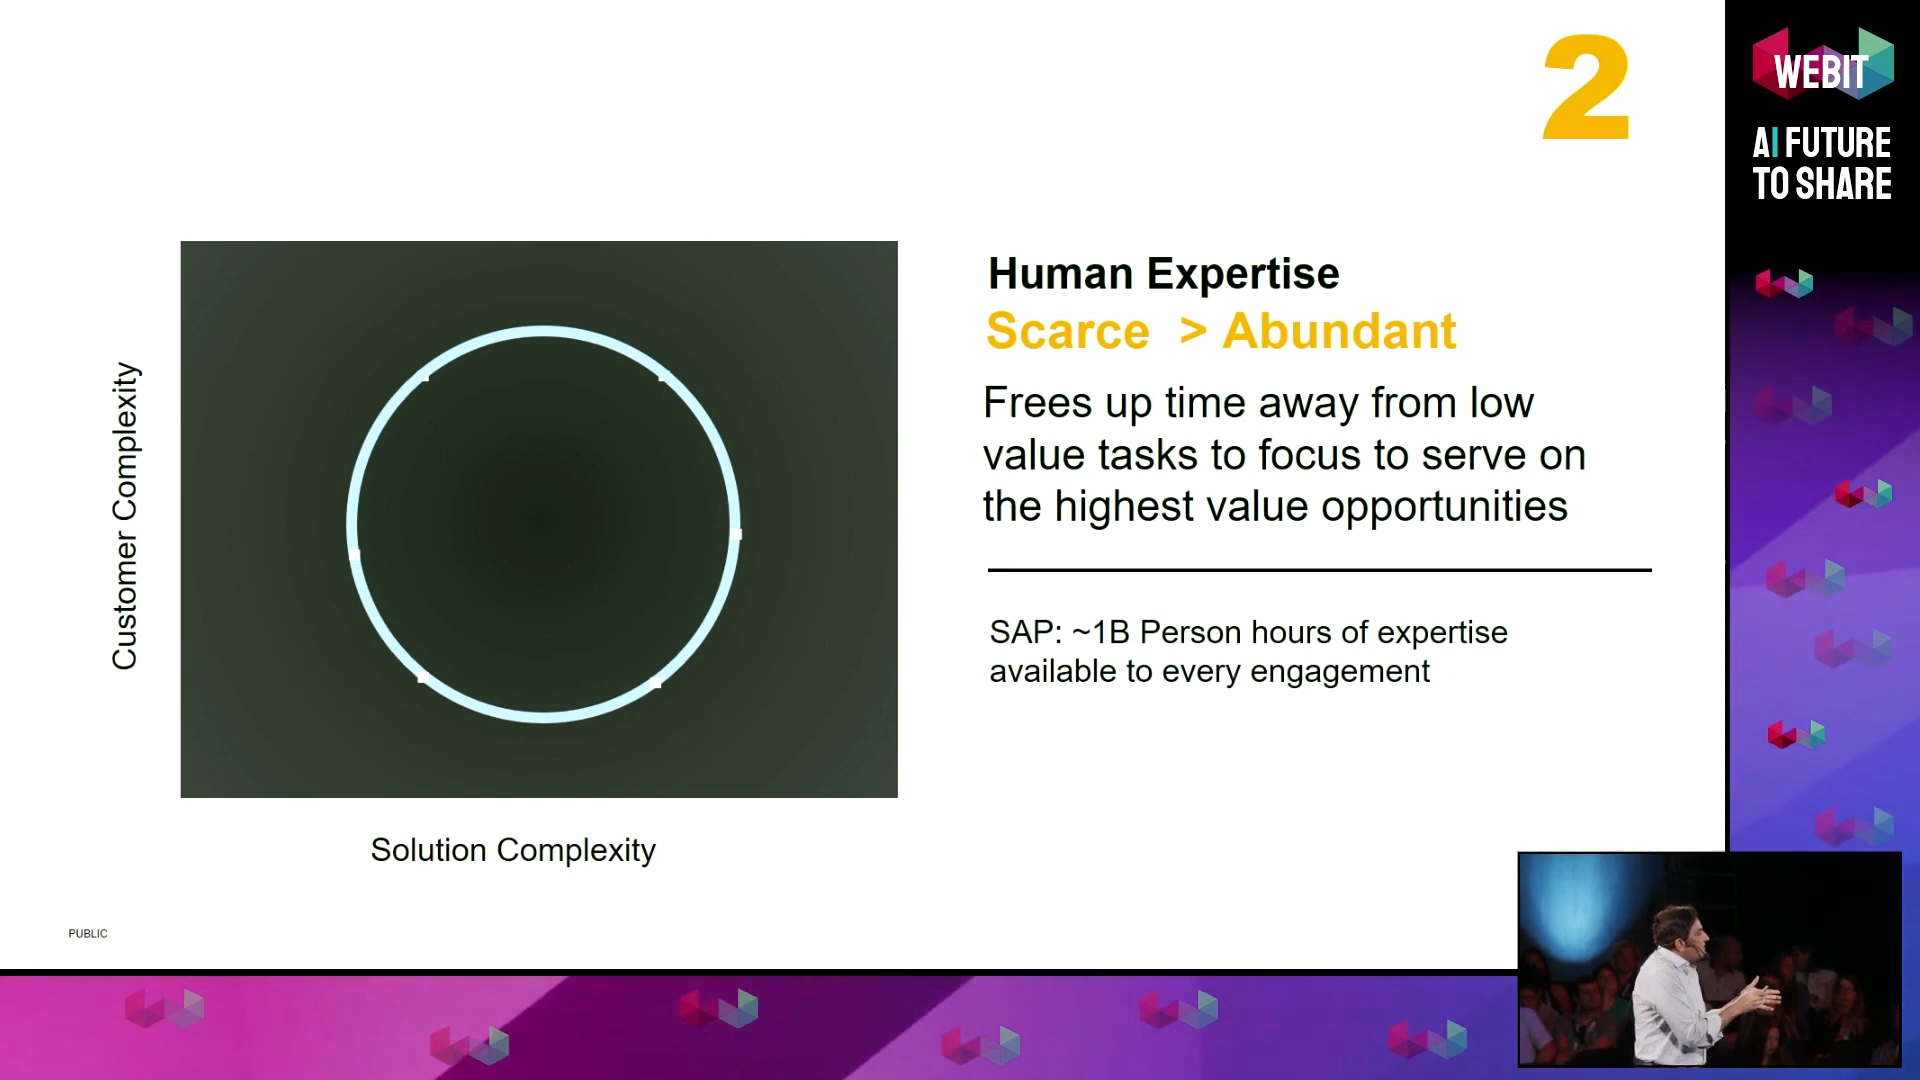 2
WEBIT
AI FUTURE
TO SHARE
Human Expertise
Scarce > Abundant
Frees up time away from low
value tasks to focus to serve on
the highest value opportunities
SAP: ~1B Person hours of expertise
available to every engagement
Customer Complexity
Solution Complexity
PUBLIC